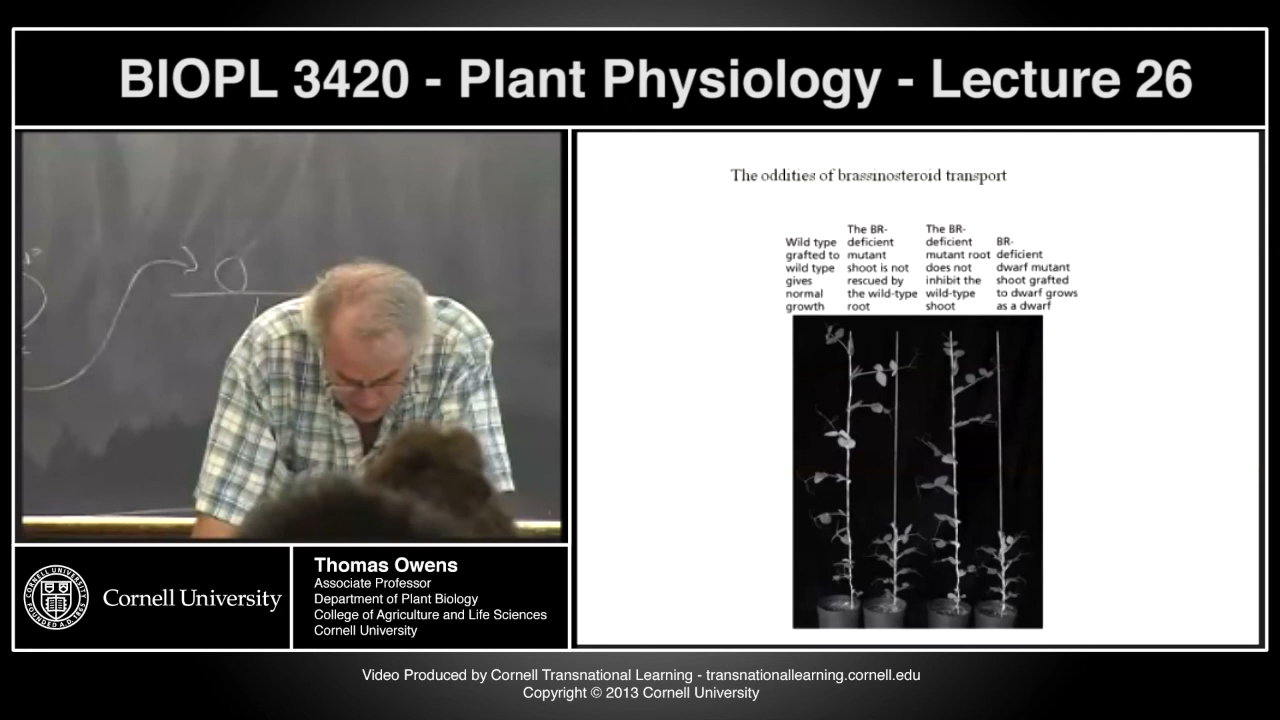 BIOPL 3420 - Plant Physiology - Lecture 26
The oddities of brassinosteroid transport
Wild type
grafted to
wild type
gives
normal
growth
The BR-
deficient
mutant
shoot is not
rescued by
the wild-type
root
The BR-
deficient
mutant root
does not
inhibit the
wild-type
shoot
BR-
deficient
dwarf mutant
shoot grafted
to dwarf grows
as a dwarf
Cornell University
Thomas Owens
Associate Professor
Department of Plant Biology
College of Agriculture and Life Sciences
Cornell University
Video Produced by Cornell Transnational Learning - transnationallearning.cornell.edu
Copyright © 2013 Cornell University